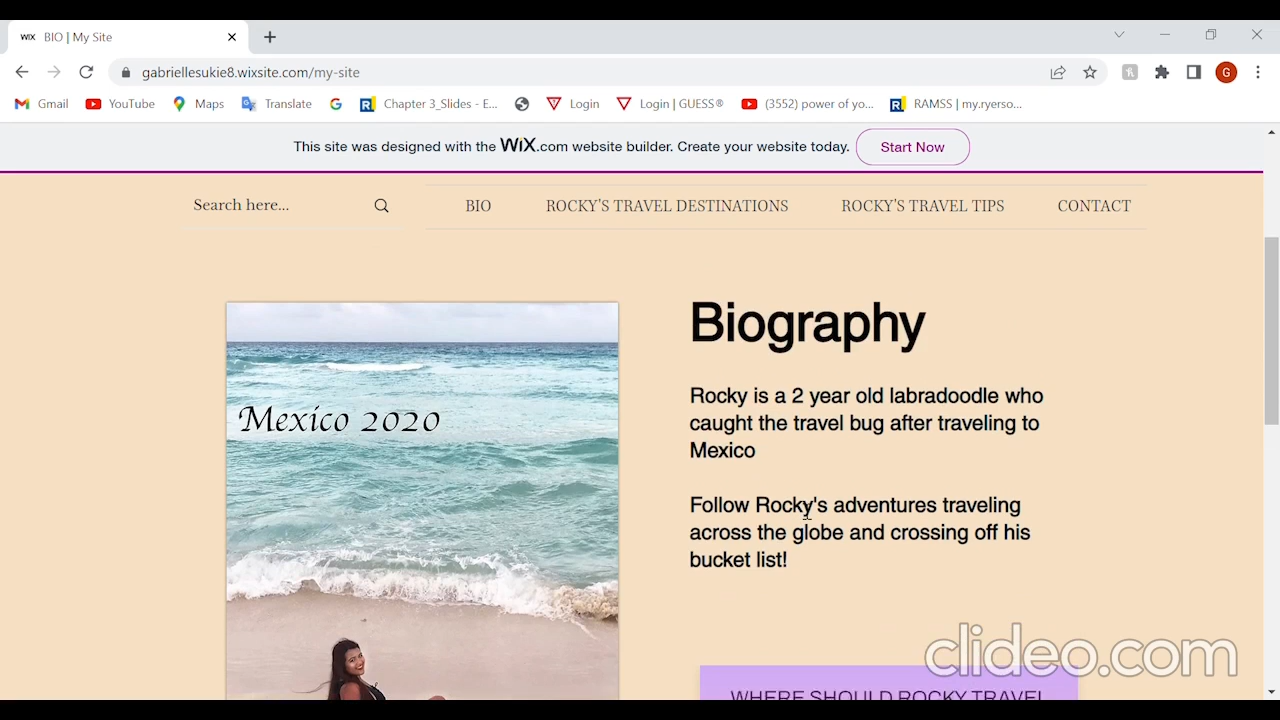 WIX BIO | My Site
gabriellesukie8.wixsite.com/my-site
G
Gmail YouTube Maps Translate Chapter 3_Slides - E... Login Login | GUESS® (3552) power of yo... RAMSS | my.ryerso...
This site was designed with the WiX.com website builder. Create your website today. Start Now
Search here... BIO ROCKY'S TRAVEL DESTINATIONS ROCKY'S TRAVEL TIPS CONTACT
Mexico 2020
Biography
Rocky is a 2 year old labradoodle who
caught the travel bug after traveling to
Mexico
Follow Rocky's adventures traveling
across the globe and crossing off his
bucket list!
WHERE SHOULD ROCKY TRAVEL
clideo.com